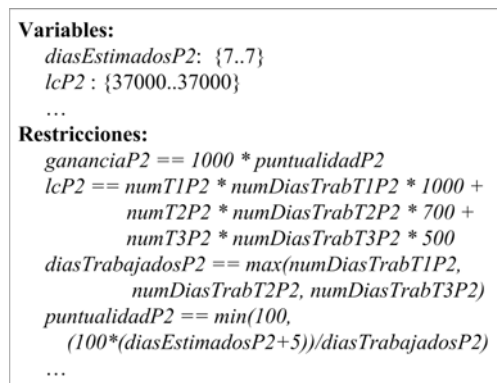 Variables:
diasEstimadosP2: {7..7}
lcP2 : {37000..37000}
…
Restricciones:
gananciaP2 == 1000 * puntualidadP2
lcP2 == numT1P2 * numDiasTrabT1P2 * 1000 +
numT2P2 * numDiasTrabT2P2 * 700 +
numT3P2 * numDiasTrabT3P2 * 500
diasTrabajadosP2 == max(numDiasTrabT1P2,
numDiasTrabT2P2, numDiasTrabT3P2)
puntualidadP2 == min(100,
(100*(diasEstimadosP2+5))/diasTrabajadosP2)
…